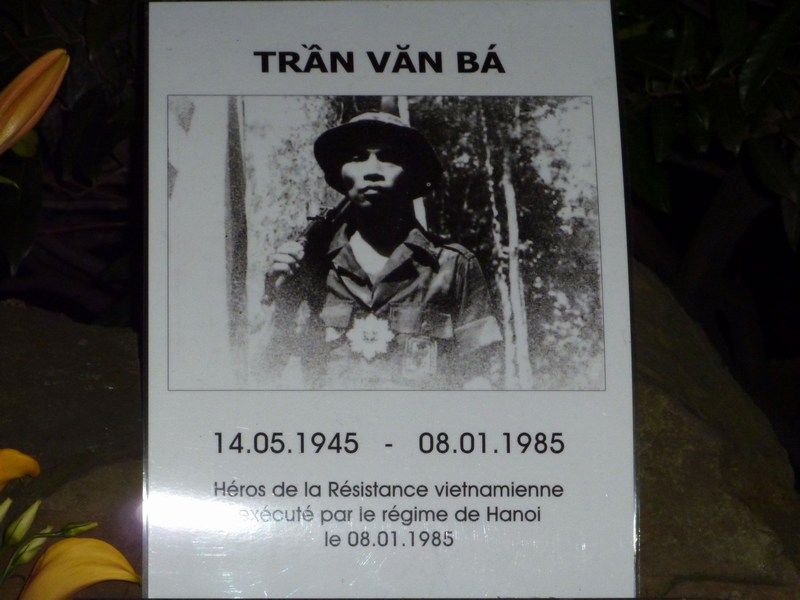 TRẦN VĂN BÁ
14.05.1945 - 08.01.1985
Héros de la Résistance vietnamienne
exécuté par le régime de Hanoi
le 08.01.1985